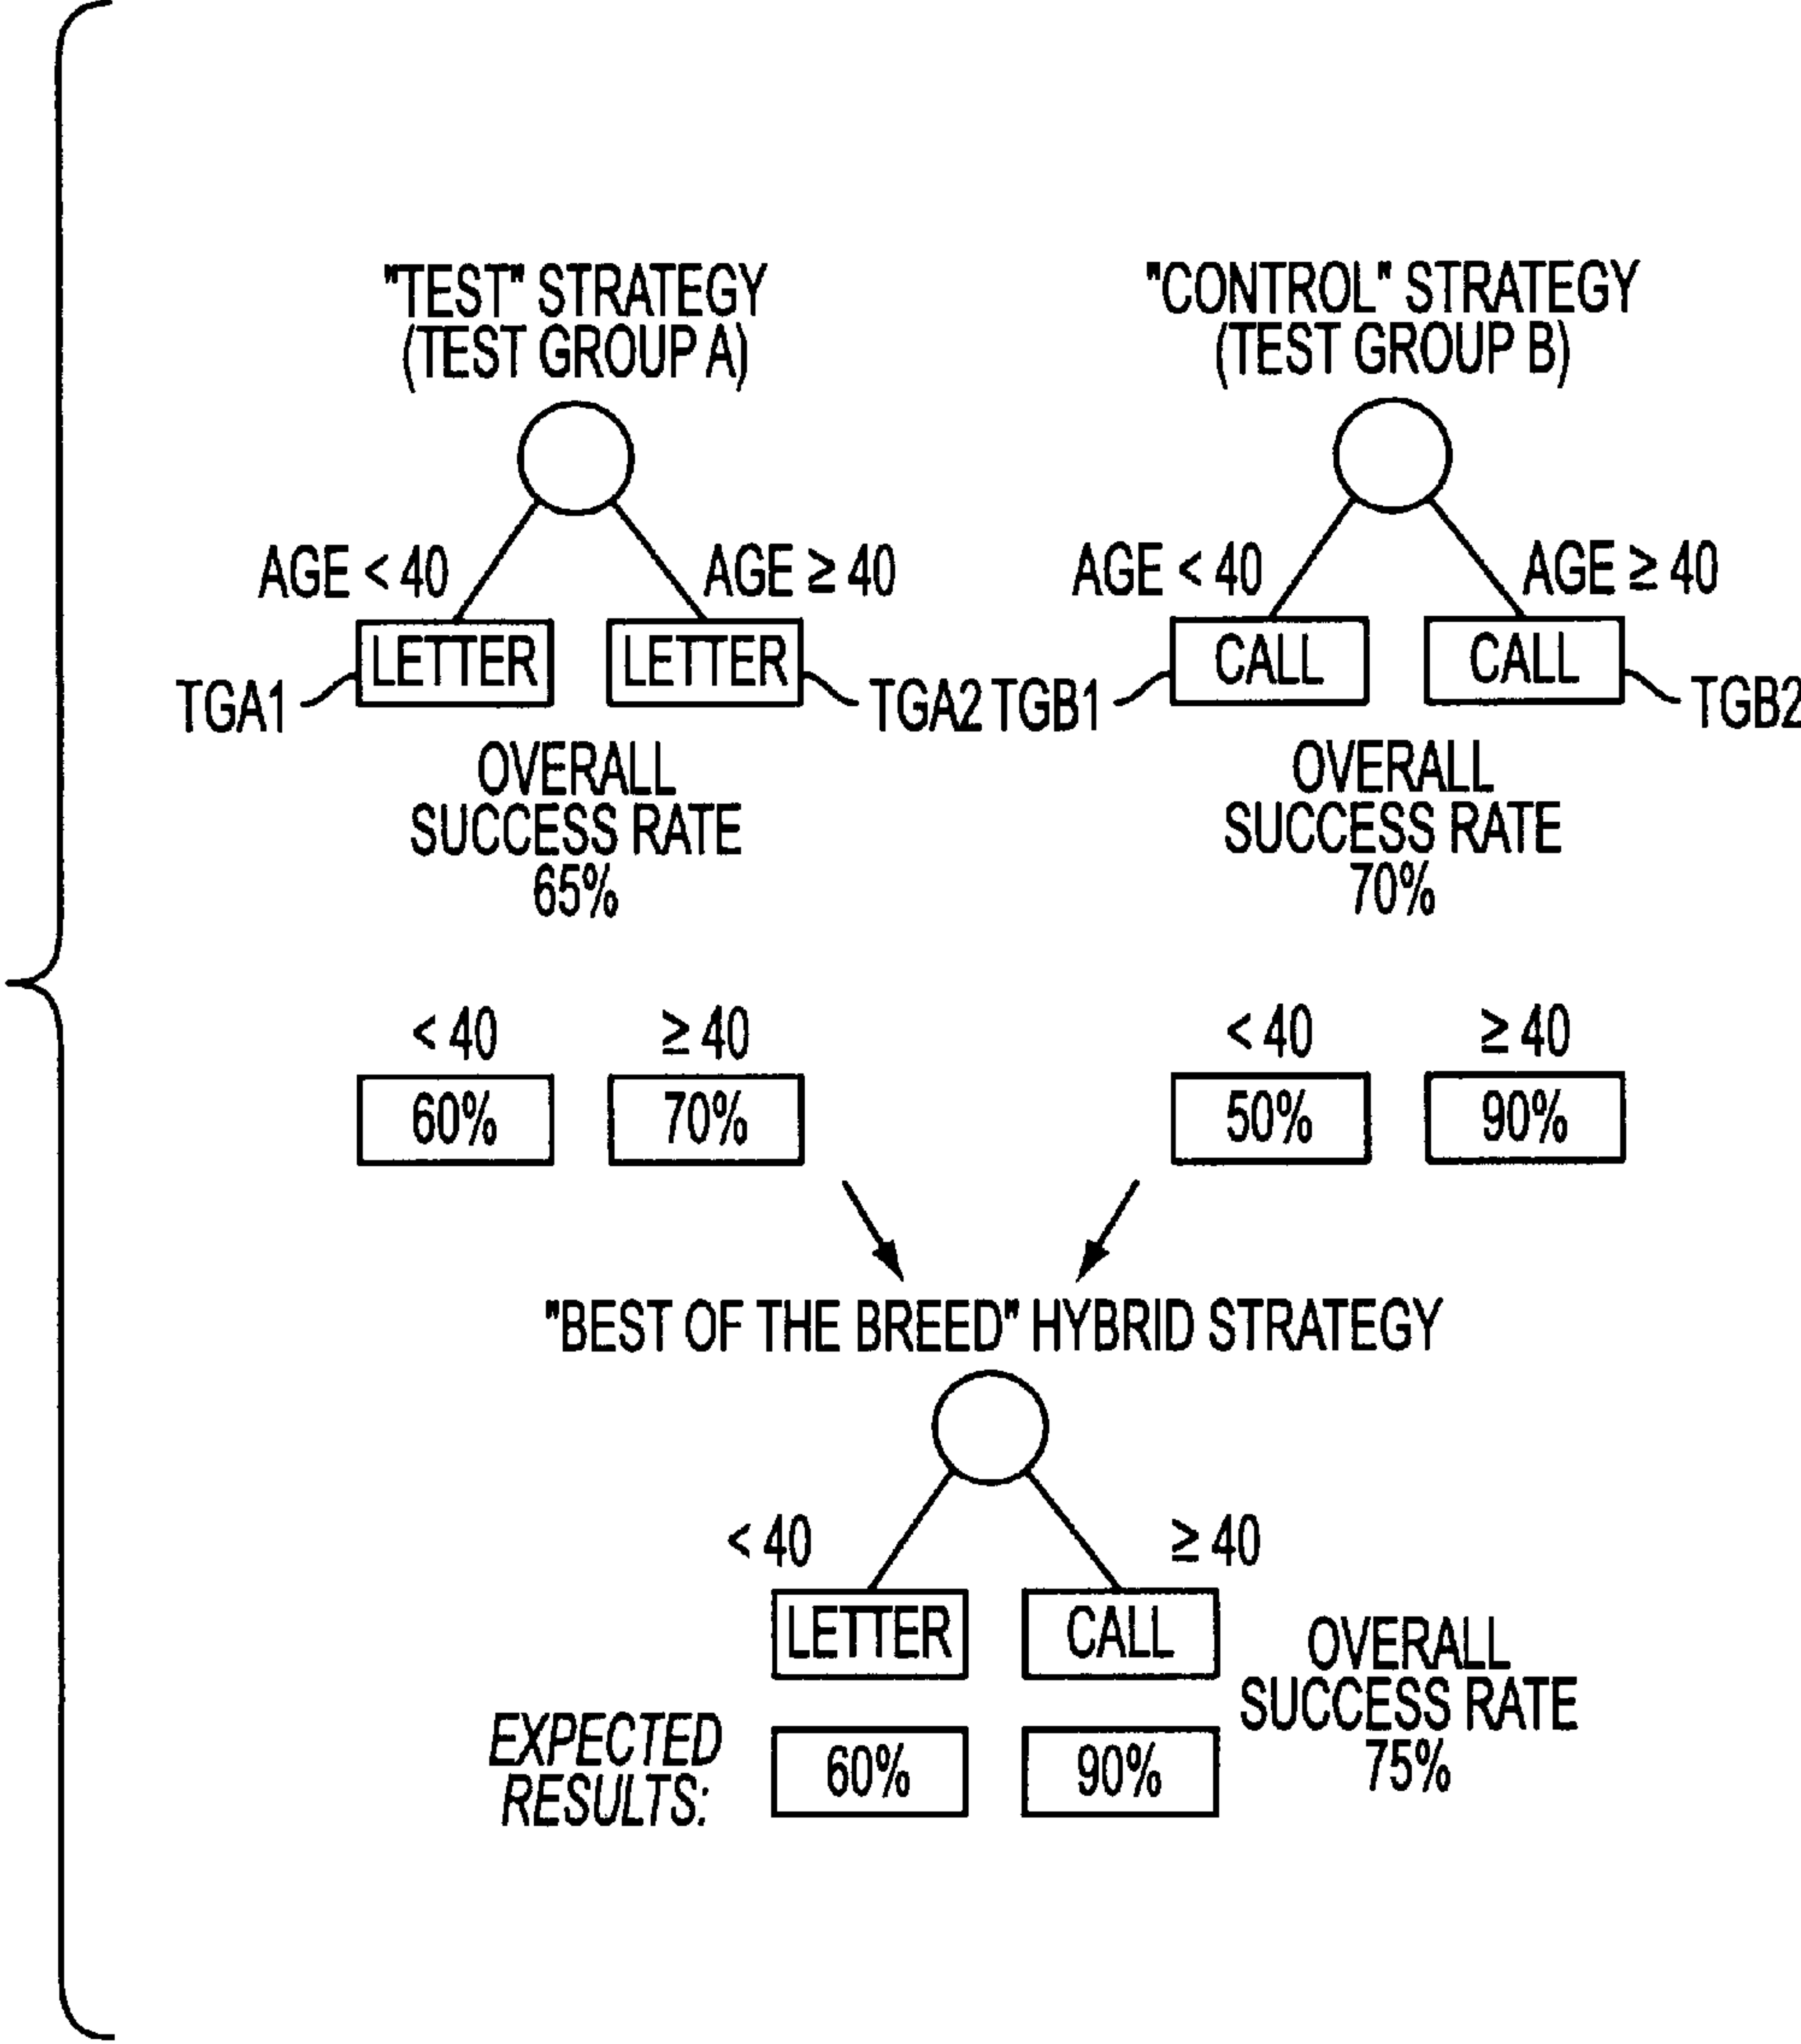 "TEST" STRATEGY
(TEST GROUP A)
AGE < 40
AGE ≥ 40
LETTER
LETTER
TGA1
TGA2
OVERALL
SUCCESS RATE
65%
"CONTROL" STRATEGY
(TEST GROUP B)
AGE < 40
AGE ≥ 40
CALL
CALL
TGB1
TGB2
OVERALL
SUCCESS RATE
70%
< 40
≥ 40
60%
70%
< 40
≥ 40
50%
90%
"BEST OF THE BREED" HYBRID STRATEGY
< 40
≥ 40
LETTER
CALL
EXPECTED
RESULTS:
60%
90%
OVERALL
SUCCESS RATE
75%